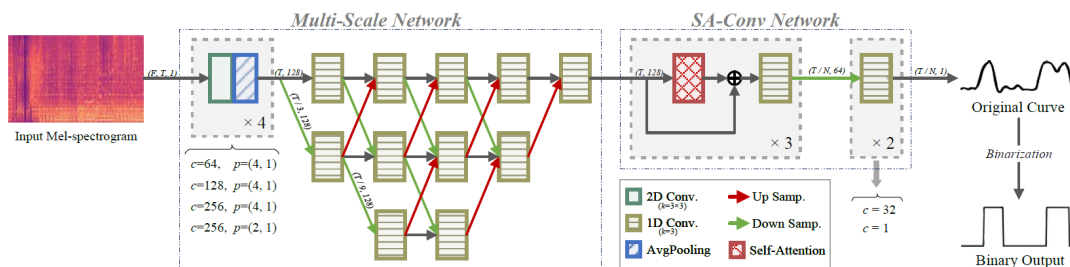 Multi-Scale Network
SA-Conv Network
Input Mel-spectrogram
(F, T, 1)
× 4
c=64, p=(4, 1)
c=128, p=(4, 1)
c=256, p=(4, 1)
c=256, p=(2, 1)
(T, 128)
(T / 3, 128)
(T / 9, 128)
(T, 128)
× 3
(T / N, 64)
× 2
(T / N, 1)
c = 32
c = 1
Original Curve
Binarization
Binary Output
2D Conv.
(k=3×3)
1D Conv.
(k=3)
AvgPooling
Up Samp.
Down Samp.
Self-Attention